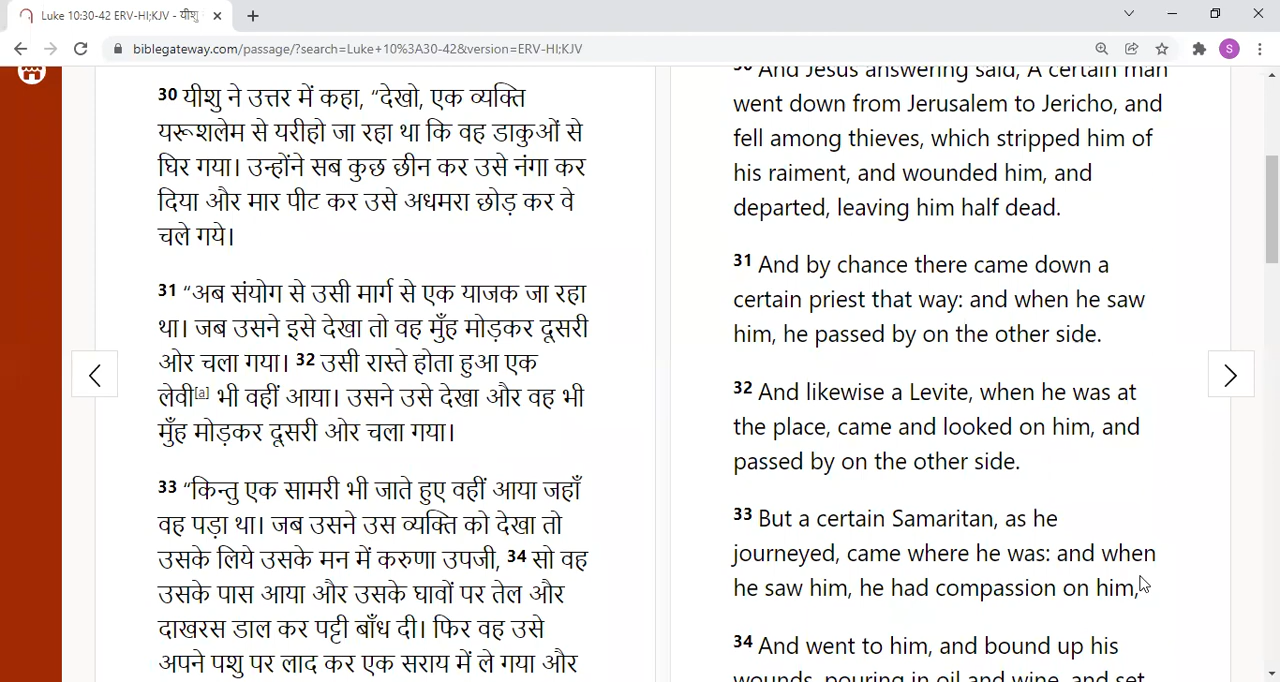 Luke 10:30-42 ERV-HI;KJV - यीशु
biblegateway.com/passage/?search=Luke+10%3A30-42&version=ERV-HI;KJV
S
30 यीशु ने उत्तर में कहा, “देखो, एक व्यक्ति
यरूशलेम से यरीहो जा रहा था कि वह डाकुओं से
घिर गया। उन्होंने सब कुछ छीन कर उसे नंगा कर
दिया और मार पीट कर उसे अधमरा छोड़ कर वे
चले गये।
31 “अब संयोग से उसी मार्ग से एक याजक जा रहा
था। जब उसने इसे देखा तो वह मुँह मोड़कर दूसरी
ओर चला गया। 32 उसी रास्ते होता हुआ एक
लेवी[a] भी वहीं आया। उसने उसे देखा और वह भी
मुँह मोड़कर दूसरी ओर चला गया।
33 “किन्तु एक सामरी भी जाते हुए वहीं आया जहाँ
वह पड़ा था। जब उसने उस व्यक्ति को देखा तो
उसके लिये उसके मन में करुणा उपजी, 34 सो वह
उसके पास आया और उसके घावों पर तेल और
दाखरस डाल कर पट्टी बाँध दी। फिर वह उसे
अपने पशु पर लाद कर एक सराय में ले गया और
30 And Jesus answering said, A certain man
went down from Jerusalem to Jericho, and
fell among thieves, which stripped him of
his raiment, and wounded him, and
departed, leaving him half dead.
31 And by chance there came down a
certain priest that way: and when he saw
him, he passed by on the other side.
32 And likewise a Levite, when he was at
the place, came and looked on him, and
passed by on the other side.
33 But a certain Samaritan, as he
journeyed, came where he was: and when
he saw him, he had compassion on him,
34 And went to him, and bound up his
wounds, pouring in oil and wine, and set